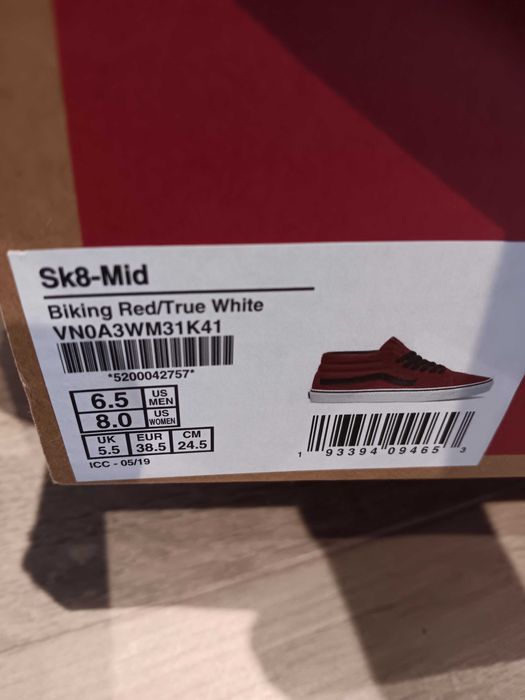 Sk8-Mid
Biking Red/True White
VN0A3WM31K41
*5200042757*
6.5 US MEN
8.0 US WOMEN
UK 5.5 EUR 38.5 CM 24.5
ICC - 05/19
1 93394 09465 3